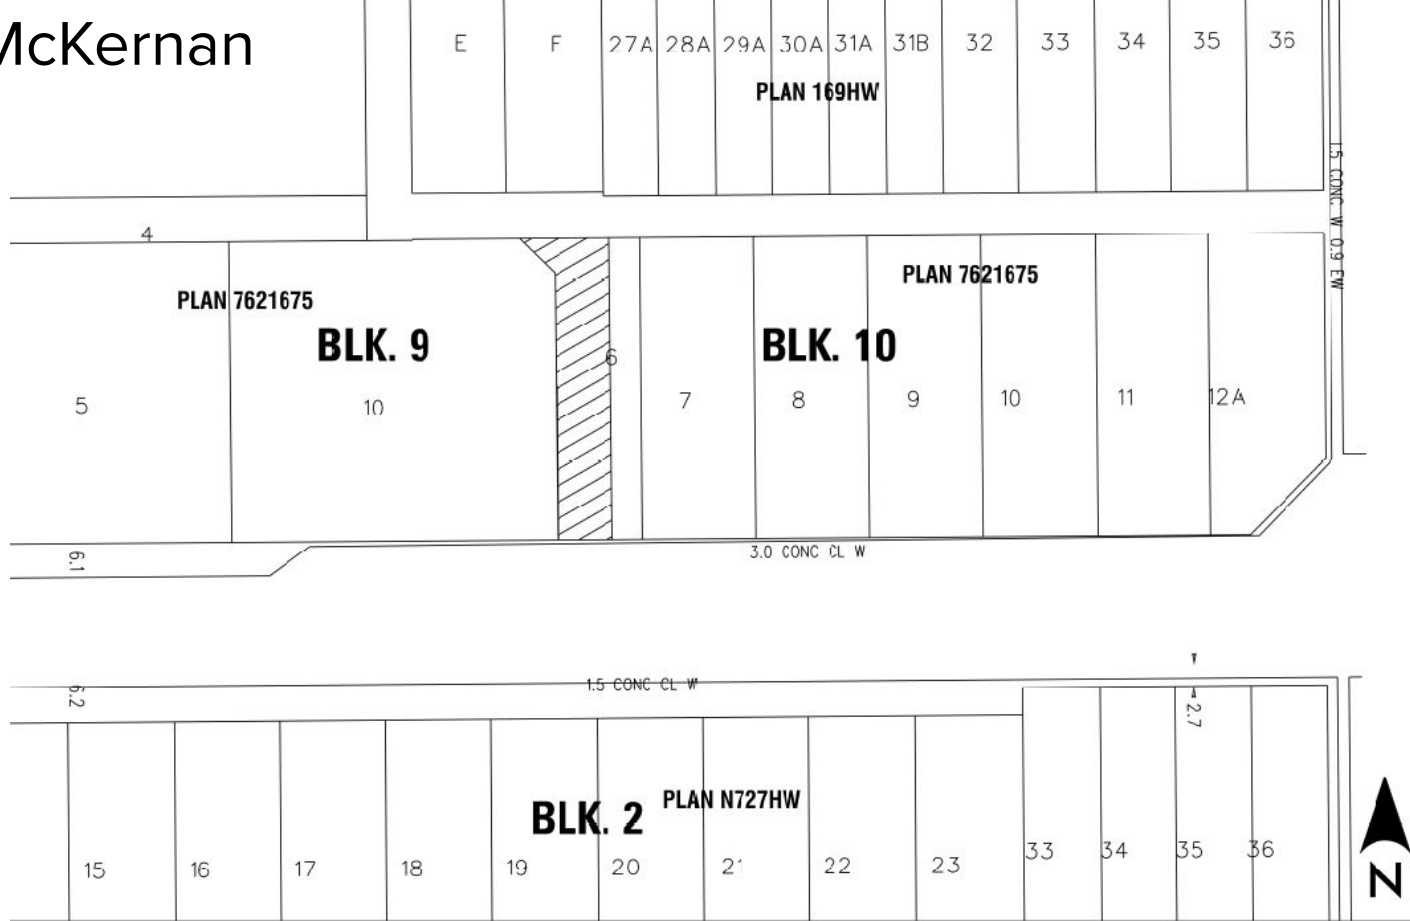 McKernan
E F 27A 28A 29A 30A 31A 31B 32 33 34 35 36
PLAN 169HW
1.5 CONC W 0.9 EW
4
PLAN 7621675
PLAN 7621675
BLK. 9
BLK. 10
6
5 10 7 8 9 10 11 12A
6.1
3.0 CONC CL W
1.5 CONC CL W
6.2
2.7
PLAN N727HW
BLK. 2
15 16 17 18 19 20 21 22 23 33 34 35 36
N